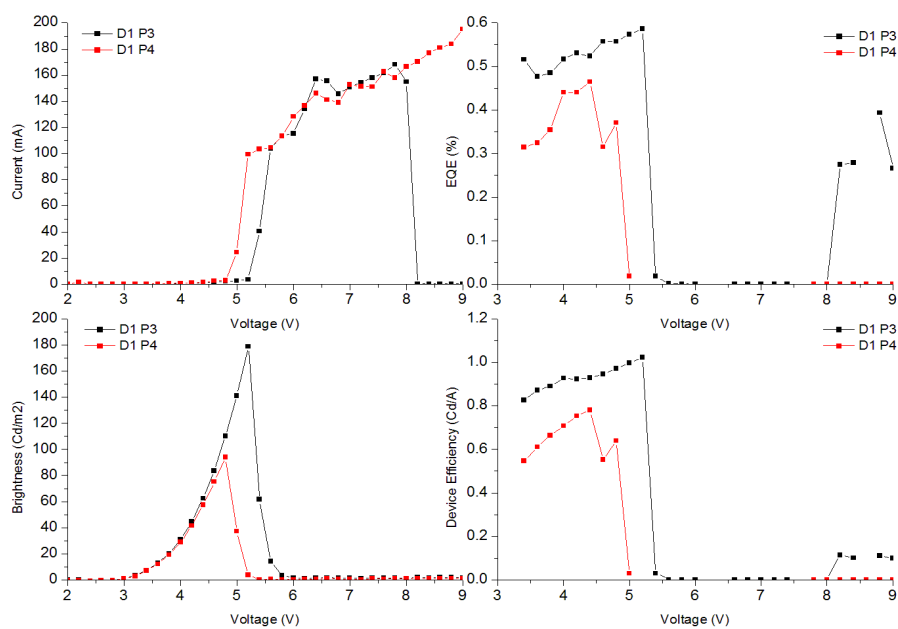 200
180
160
140
120
100
80
60
40
20
0
Current (mA)
D1 P3
D1 P4
2 3 4 5 6 7 8 9
Voltage (V)
0.6
0.5
0.4
0.3
0.2
0.1
0.0
EQE (%)
D1 P3
D1 P4
3 4 5 6 7 8 9
Voltage (V)
200
180
160
140
120
100
80
60
40
20
0
Brightness (Cd/m2)
D1 P3
D1 P4
2 3 4 5 6 7 8 9
Voltage (V)
1.2
1.0
0.8
0.6
0.4
0.2
0.0
Device Efficiency (Cd/A)
D1 P3
D1 P4
3 4 5 6 7 8 9
Voltage (V)